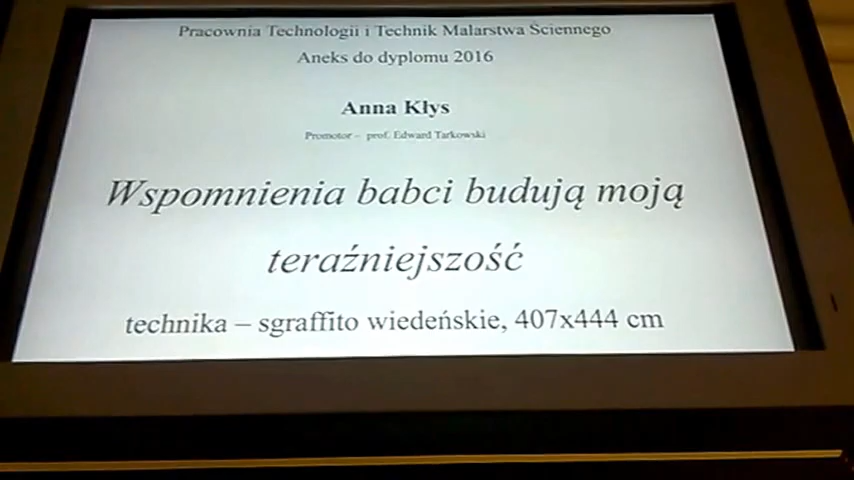 Pracownia Technologii i Technik Malarstwa Ściennego
Aneks do dyplomu 2016
Anna Kłys
Promotor – prof. Edward Tarkowski
Wspomnienia babci budują moją
teraźniejszość
technika – sgraffito wiedeńskie, 407x444 cm